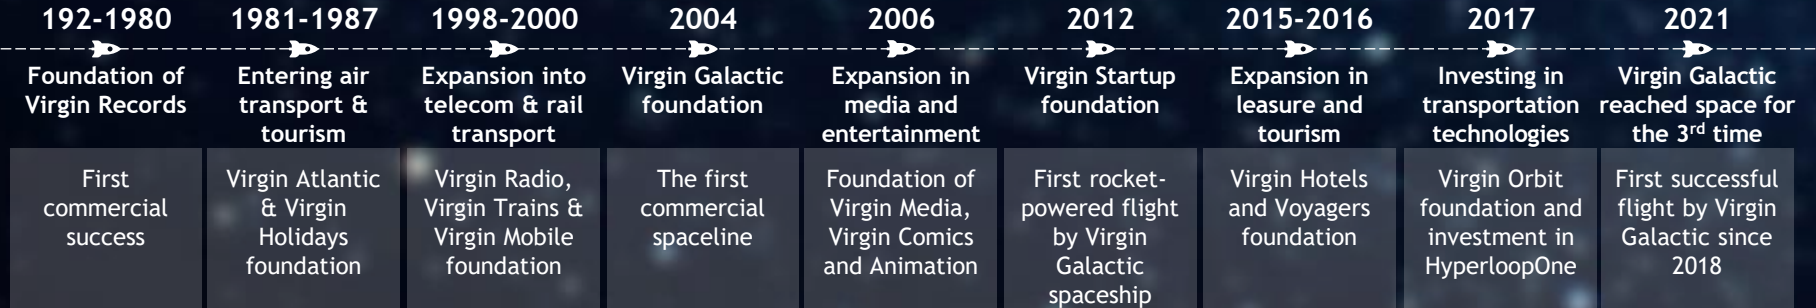 192-1980
Foundation of
Virgin Records
First
commercial
success
1981-1987
Entering air
transport &
tourism
Virgin Atlantic
& Virgin
Holidays
foundation
1998-2000
Expansion into
telecom & rail
transport
Virgin Radio,
Virgin Trains &
Virgin Mobile
foundation
2004
Virgin Galactic
foundation
The first
commercial
spaceline
2006
Expansion in
media and
entertainment
Foundation of
Virgin Media,
Virgin Comics
and Animation
2012
Virgin Startup
foundation
First rocket-
powered flight
by Virgin
Galactic
spaceship
2015-2016
Expansion in
leasure and
tourism
Virgin Hotels
and Voyagers
foundation
2017
Investing in
transportation
technologies
Virgin Orbit
foundation and
investment in
HyperloopOne
2021
Virgin Galactic
reached space for
the 3rd time
First successful
flight by Virgin
Galactic since
2018